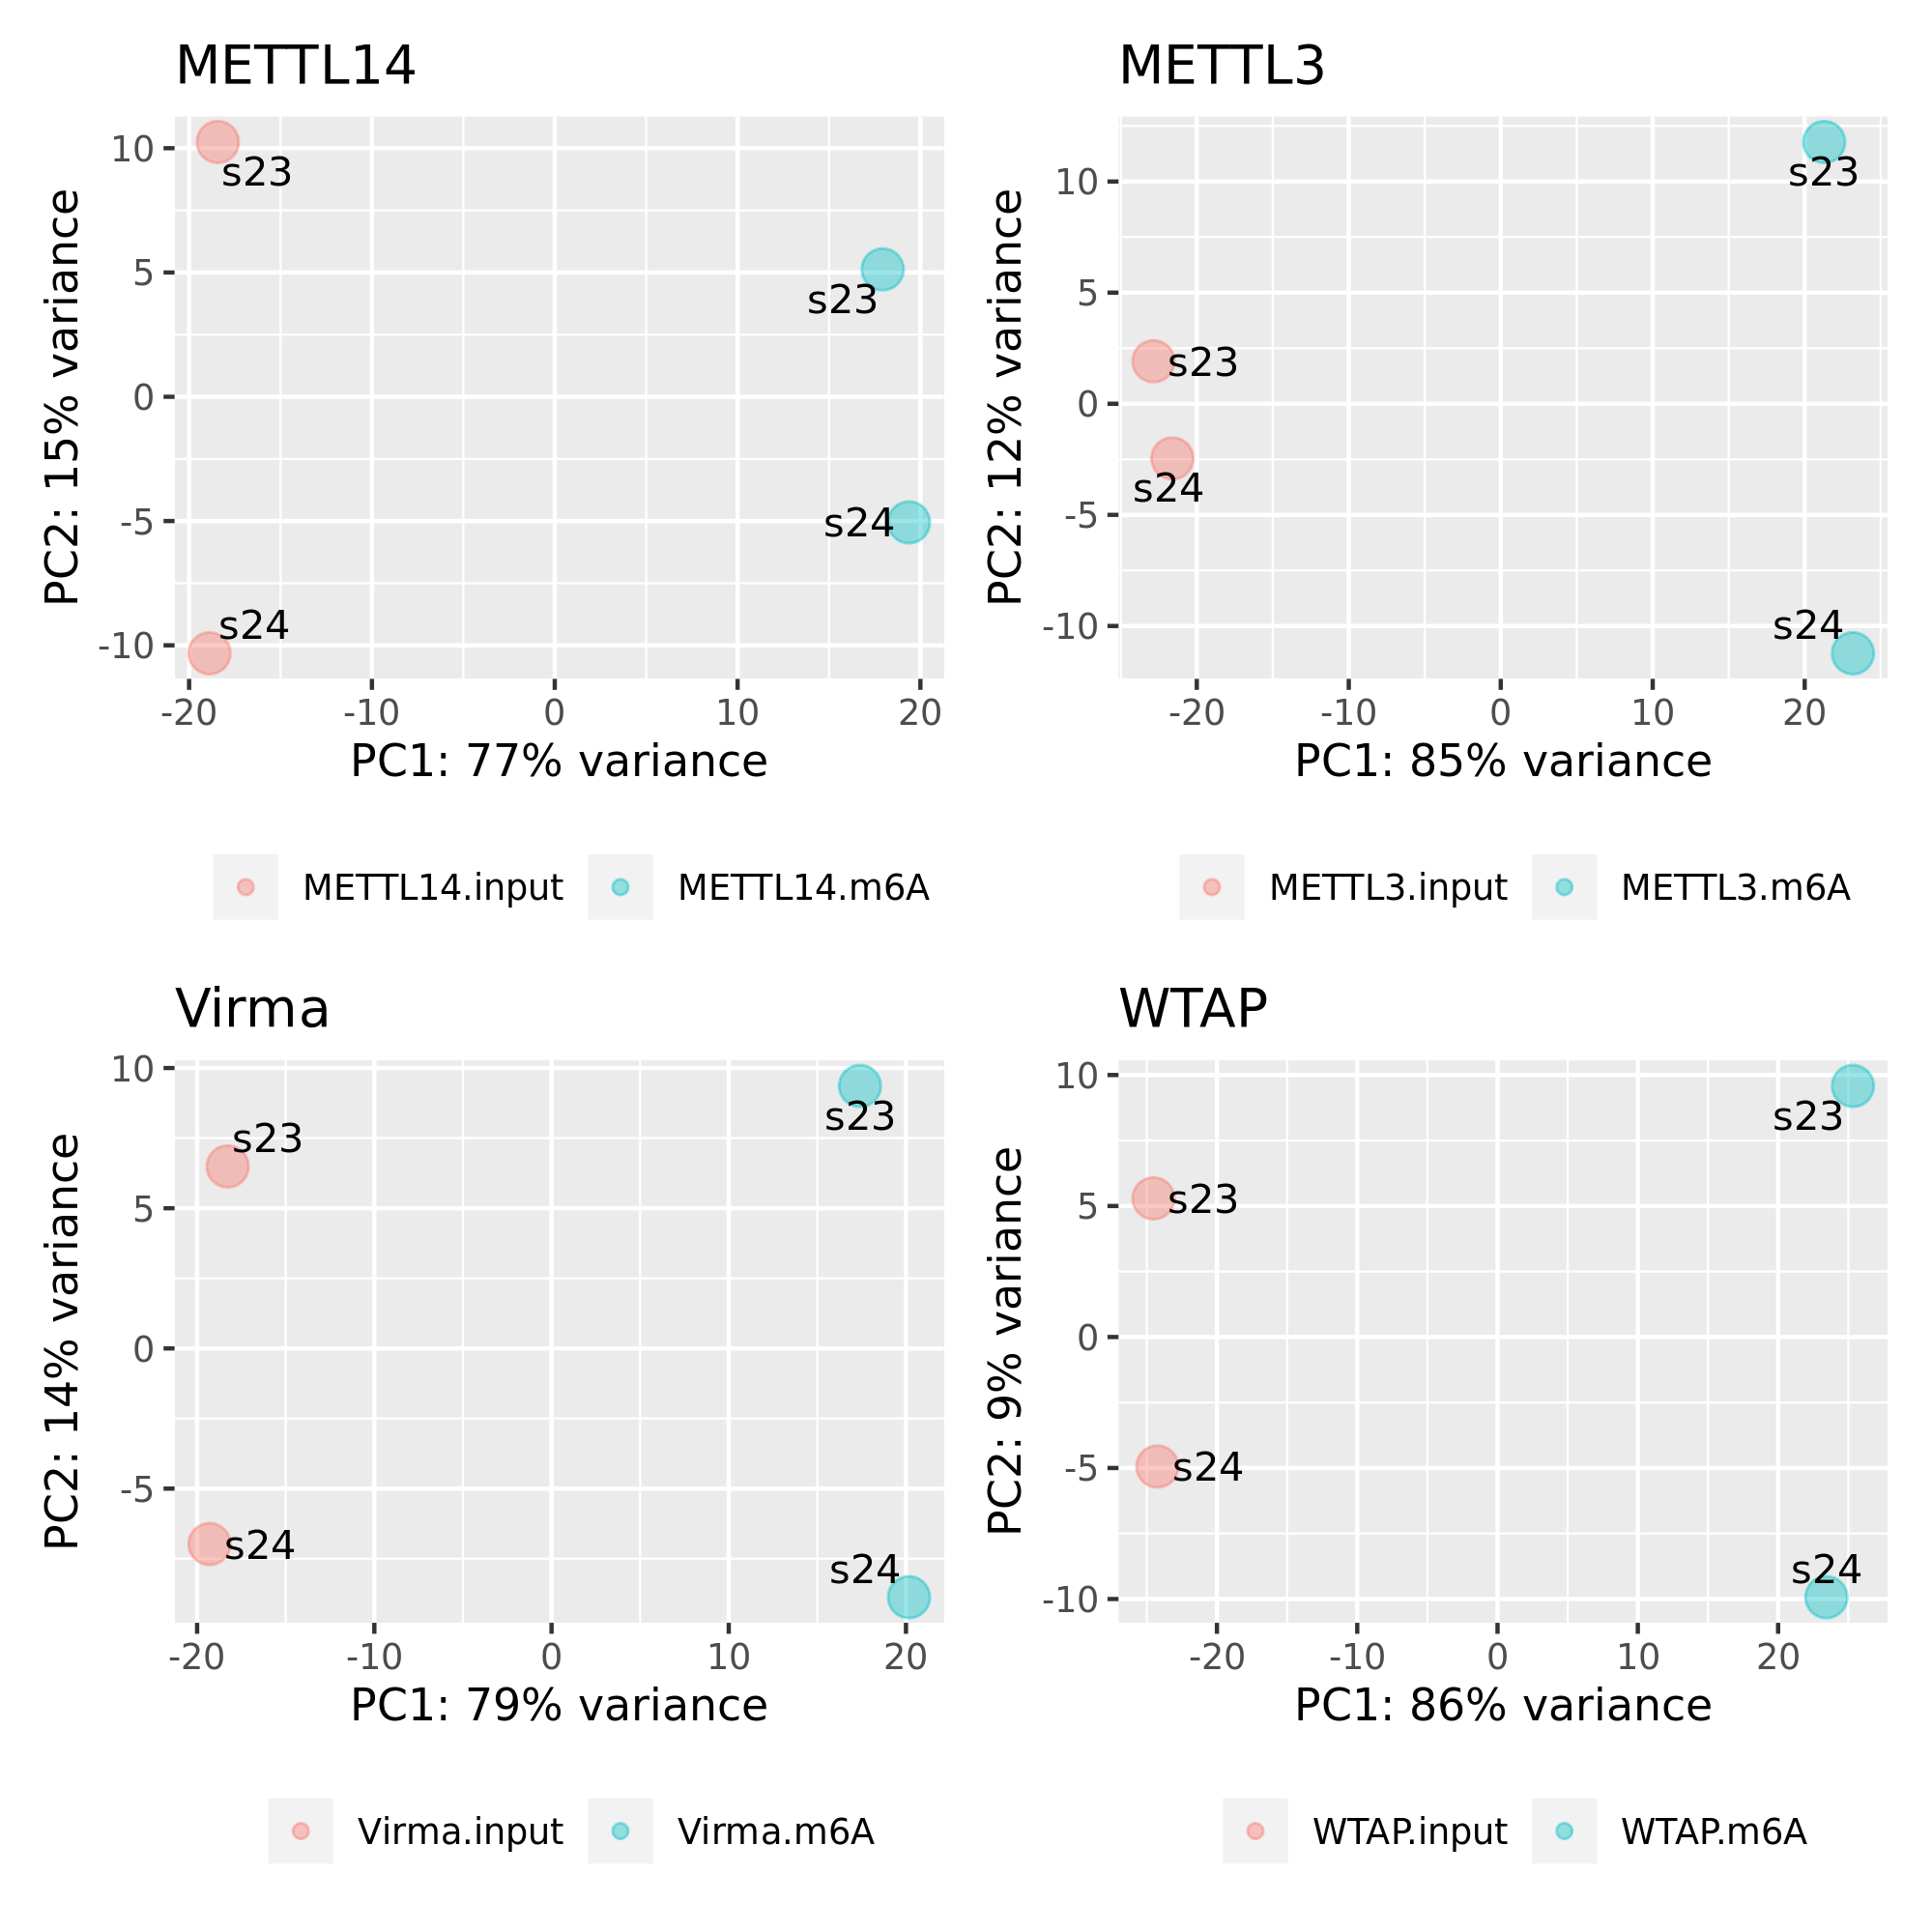 METTL14
10
5
0
-5
-10
PC2: 15% variance
s23
s23
s24
s24
-20 -10 0 10 20
PC1: 77% variance
METTL14.input METTL14.m6A
METTL3
10
5
0
-5
-10
PC2: 12% variance
s23
s23
s24
s24
-20 -10 0 10 20
PC1: 85% variance
METTL3.input METTL3.m6A
Virma
10
5
0
-5
PC2: 14% variance
s23
s23
s24
s24
-20 -10 0 10 20
PC1: 79% variance
Virma.input Virma.m6A
WTAP
10
5
0
-5
-10
PC2: 9% variance
s23
s23
s24
s24
-20 -10 0 10 20
PC1: 86% variance
WTAP.input WTAP.m6A